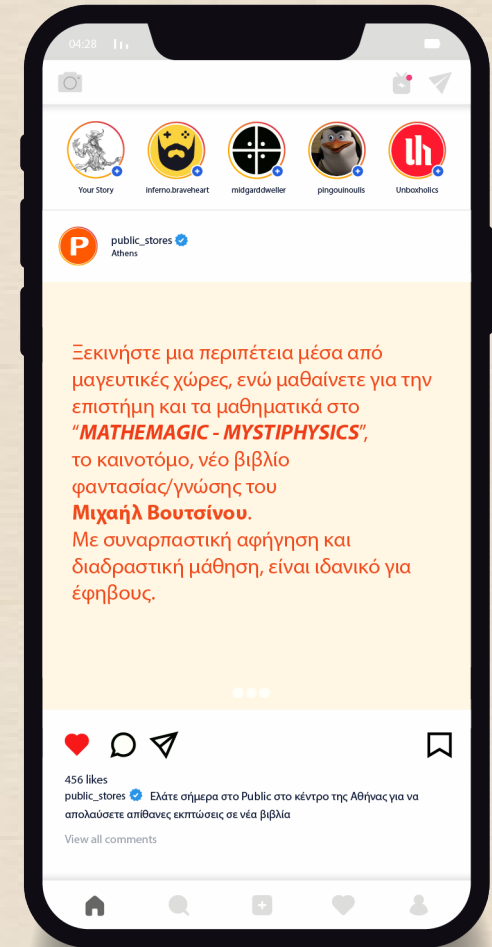 04:28
Your Story
inferno.braveheart
midgarddweller
pingouinoulis
Unboxholics
uh
P
public_stores
Athens
Ξεκινήστε μια περιπέτεια μέσα από
μαγευτικές χώρες, ενώ μαθαίνετε για την
επιστήμη και τα μαθηματικά στο
“MATHEMAGIC - MYSTIPHYSICS”,
το καινοτόμο, νέο βιβλίο
φαντασίας/γνώσης του
Μιχαήλ Βουτσίνου.
Με συναρπαστική αφήγηση και
διαδραστική μάθηση, είναι ιδανικό για
έφηβους.
456 likes
public_stores Ελάτε σήμερα στο Public στο κέντρο της Αθήνας για να
απολαύσετε απίθανες εκπτώσεις σε νέα βιβλία
View all comments